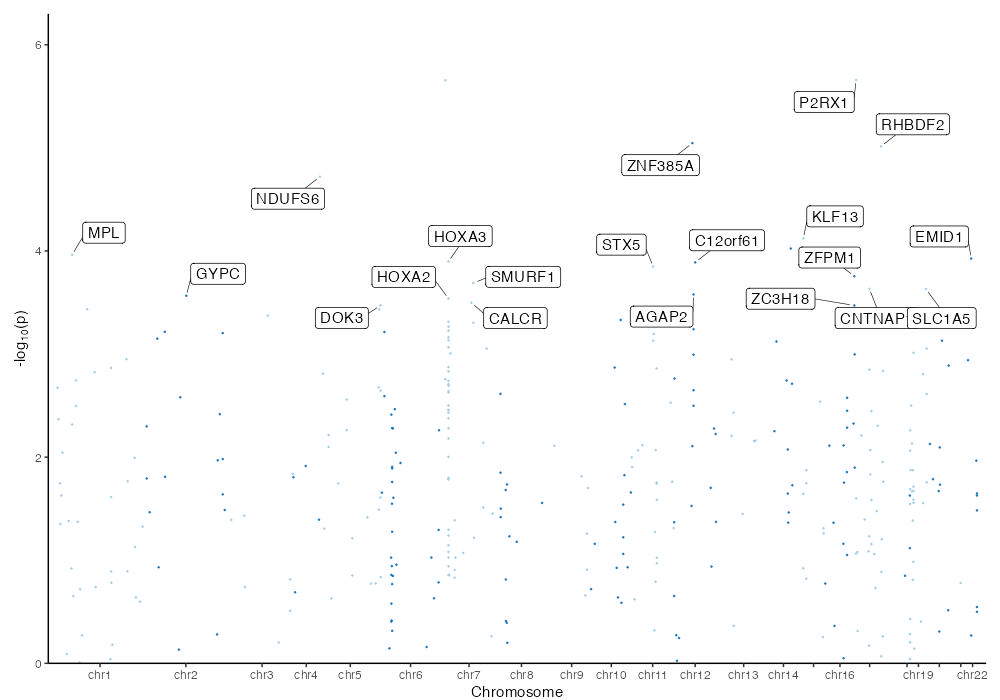 6
P2RX1
RHBDF2
ZNF385A
NDUFS6
KLF13
MPL
HOXA3
STX5
C12orf61
EMID1
4
ZFPM1
GYPC
HOXA2
SMURF1
ZC3H18
DOK3
CALCR
AGAP2
CNTNAP
SLC1A5
-log10(p)
2
0
chr1 chr2 chr3 chr4 chr5 chr6 chr7 chr8 chr9 chr10 chr11 chr12 chr13 chr14 chr16 chr19 chr22
Chromosome